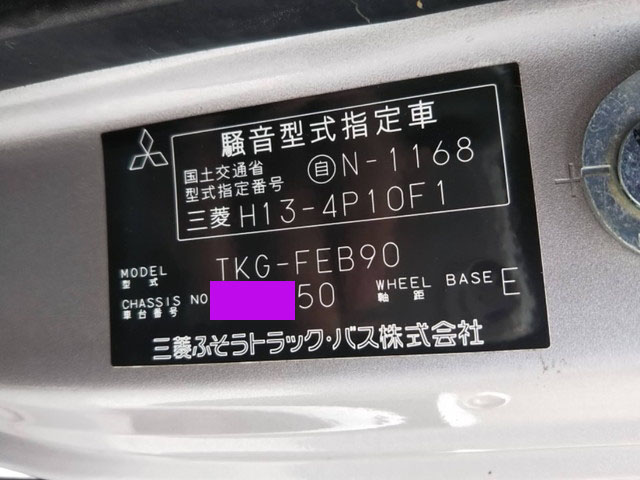 騒音型式指定車
国土交通省
型式指定番号 自N-1168
三菱 H13-4P10F1
MODEL
型式 TKG-FEB90
CHASSIS NO
車台番号 50 WHEEL BASE
軸距 E
三菱ふそうトラック・バス株式会社